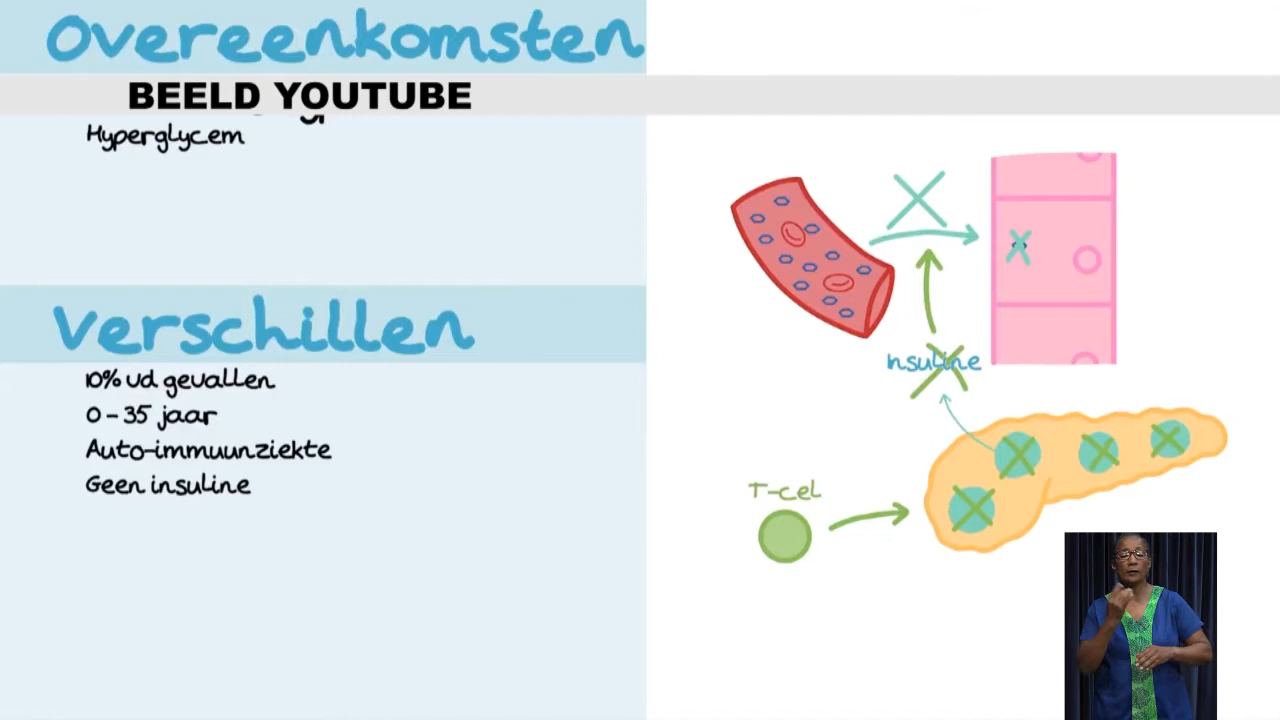 Overeenkomsten
BEELD YOUTUBE
Hyperglycem
Verschillen
10% vd gevallen
0 - 35 jaar
Auto-immuunziekte
Geen insuline
Insuline
T-cel